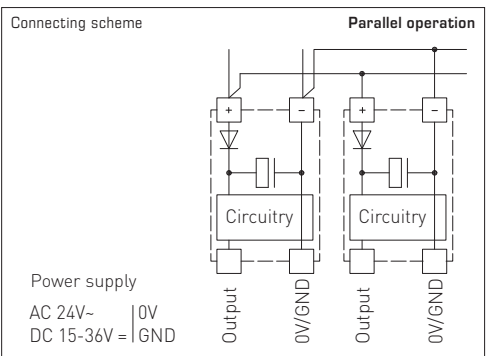 Connecting scheme
Parallel operation
+
–
+
–
Circuitry
Circuitry
Output
0V/GND
Output
0V/GND
Power supply
AC 24V~ 0V
DC 15-36V = GND